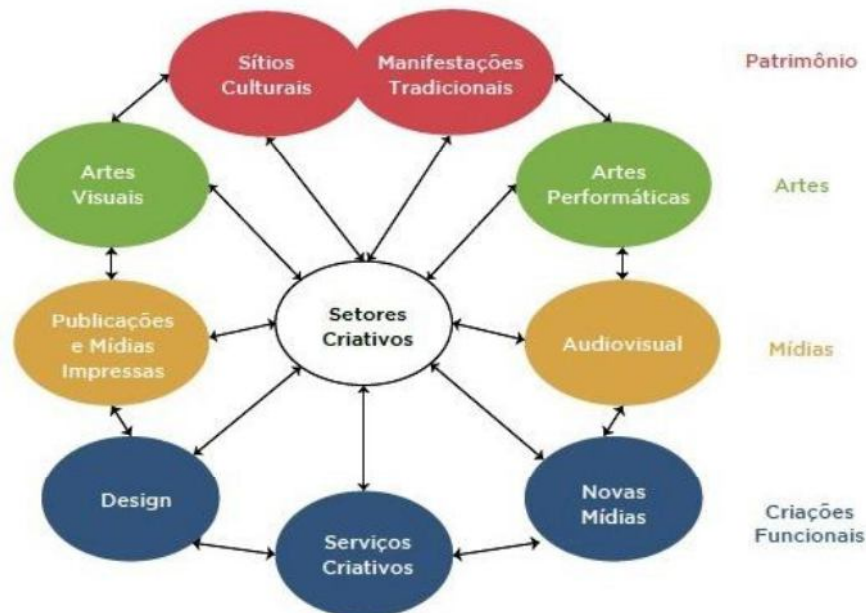 Sítios
Culturais
Manifestações
Tradicionais
Patrimônio
Artes
Visuais
Artes
Performáticas
Artes
Setores
Criativos
Publicações
e Mídias
Impressas
Audiovisual
Mídias
Design
Serviços
Criativos
Novas
Mídias
Criações
Funcionais